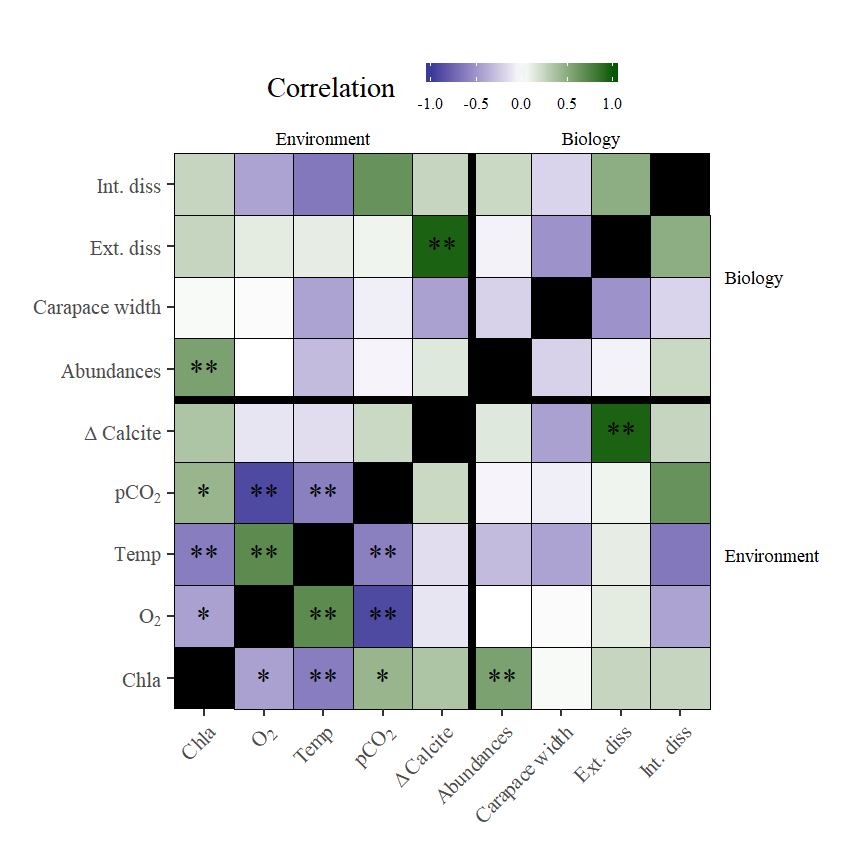 Correlation
-1.0 -0.5 0.0 0.5 1.0
Environment Biology
Int. diss
Ext. diss **
Biology
Carapace width
Abundances **
Δ Calcite **
pCO₂ * ** **
Temp ** ** **
Environment
O₂ * ** **
Chla * ** * **
Chla O₂ Temp pCO₂ Δ Calcite Abundances Carapace width Ext. diss Int. diss